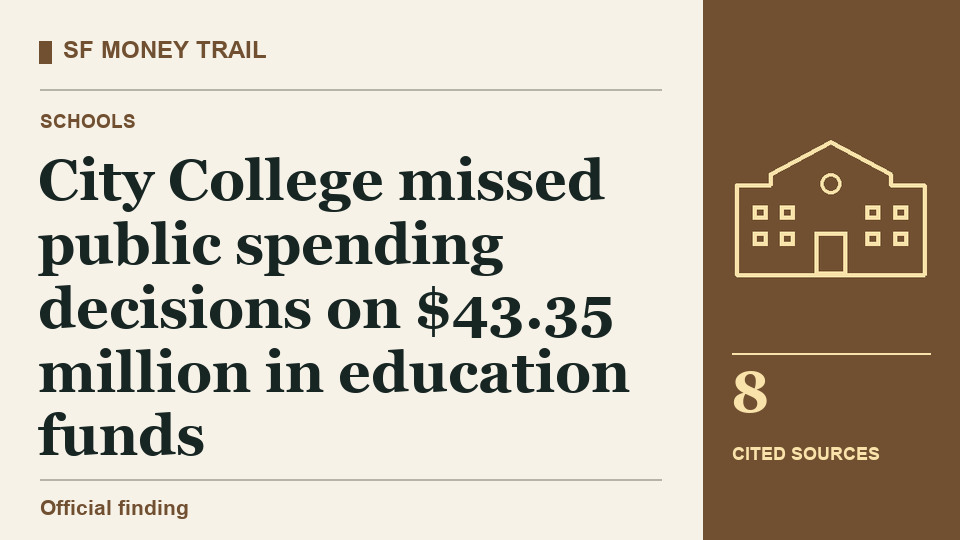 SF MONEY TRAIL
SCHOOLS
City College missed
public spending
decisions on $43.35
million in education
funds
Official finding
8
CITED SOURCES